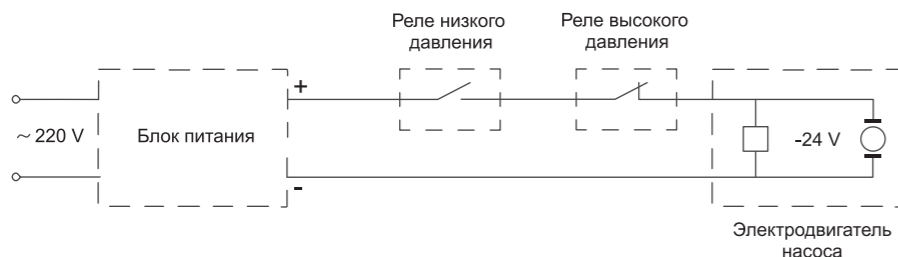 Реле низкого
давления
Реле высокого
давления
+
~ 220 V
Блок питания
-24 V
-
Электродвигатель
насоса